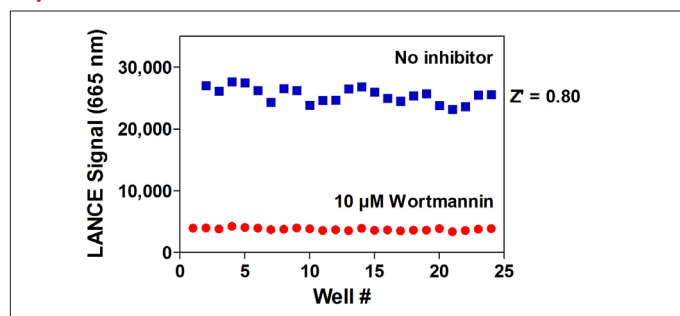 No inhibitor
Z' = 0.80
10 µM Wortmannin
LANCE Signal (665 nm)
30,000
20,000
10,000
0
0 5 10 15 20 25
Well #